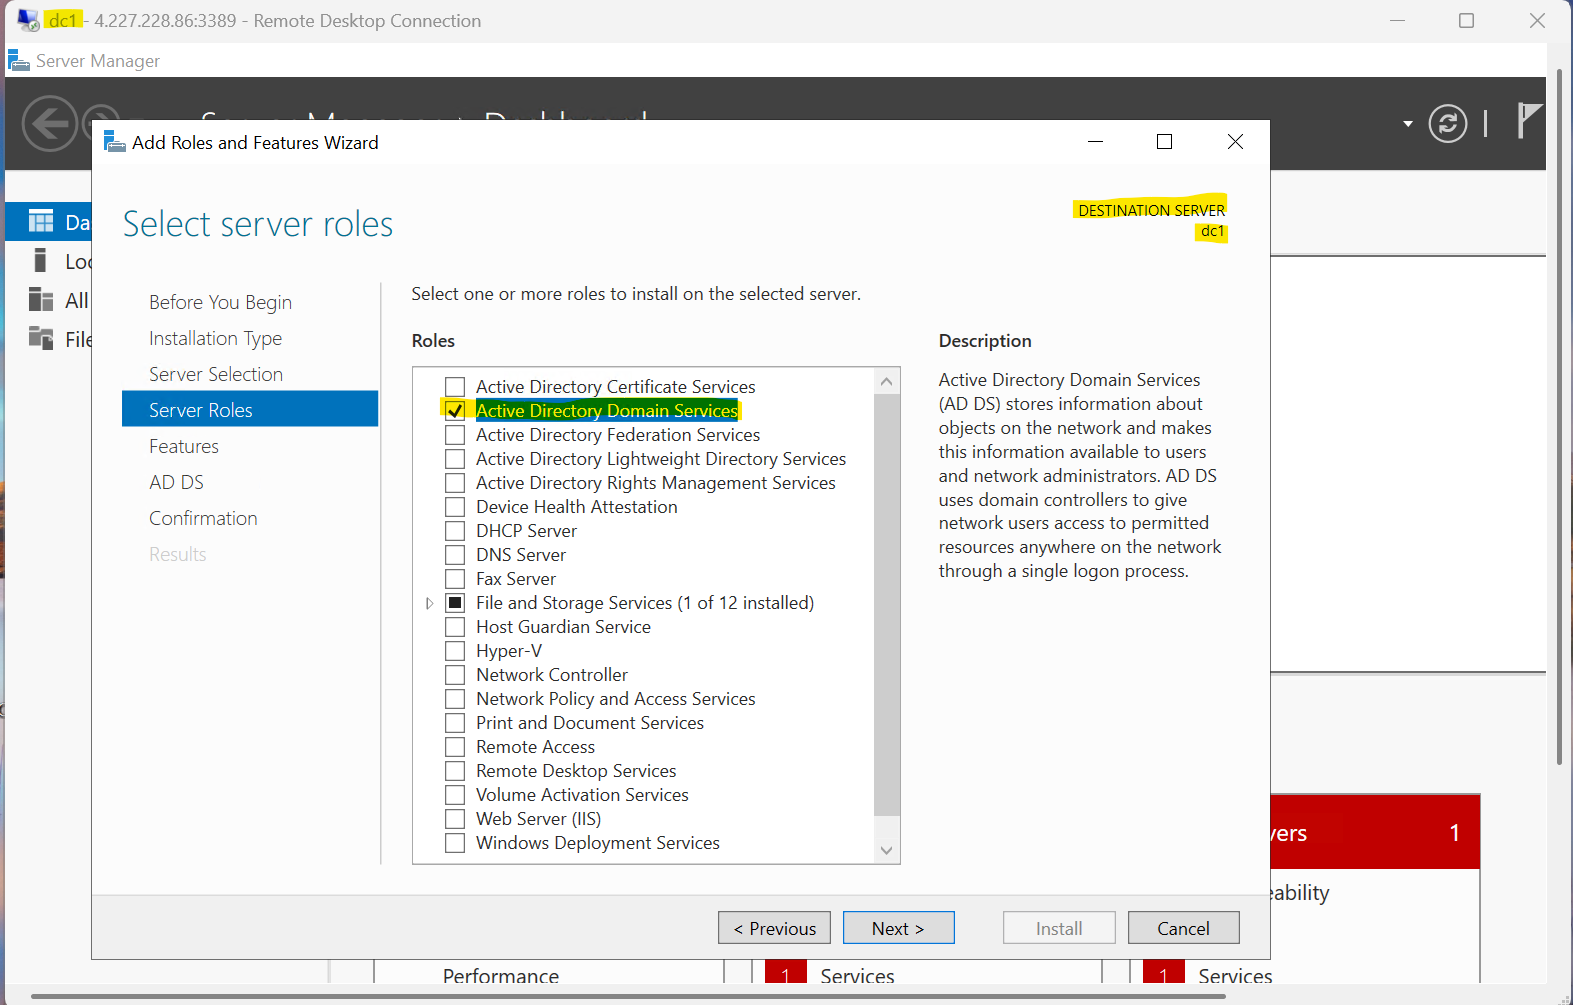 dc1 - 4.227.228.86:3389 - Remote Desktop Connection
Server Manager
Add Roles and Features Wizard
Select server roles
DESTINATION SERVER
dc1
Before You Begin
Installation Type
Server Selection
Server Roles
Features
AD DS
Confirmation
Results
Select one or more roles to install on the selected server.
Roles
Active Directory Certificate Services
Active Directory Domain Services
Active Directory Federation Services
Active Directory Lightweight Directory Services
Active Directory Rights Management Services
Device Health Attestation
DHCP Server
DNS Server
Fax Server
File and Storage Services (1 of 12 installed)
Host Guardian Service
Hyper-V
Network Controller
Network Policy and Access Services
Print and Document Services
Remote Access
Remote Desktop Services
Volume Activation Services
Web Server (IIS)
Windows Deployment Services
Description
Active Directory Domain Services
(AD DS) stores information about
objects on the network and makes
this information available to users
and network administrators. AD DS
uses domain controllers to give
network users access to permitted
resources anywhere on the network
through a single logon process.
< Previous
Next >
Install
Cancel
Da
Loc
All
File
vers 1
eability
Performance
1 Services
1 Services